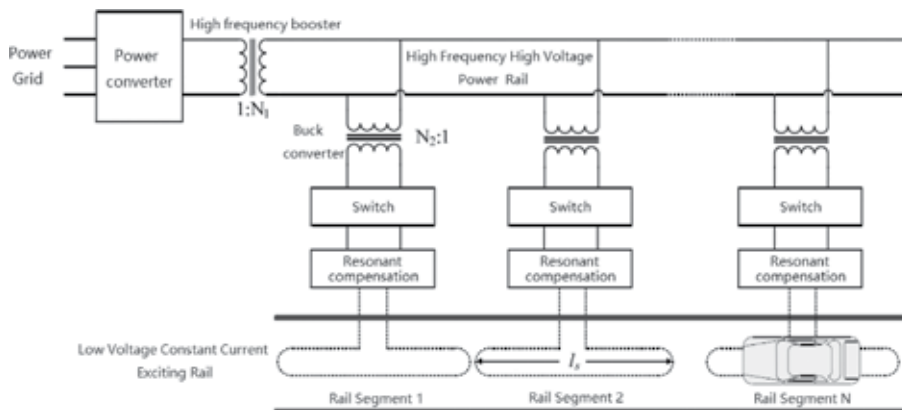 High frequency booster
Power
Grid
Power
converter
1:N₁
High Frequency High Voltage
Power Rail
Buck
converter
N₂:1
Switch
Switch
Switch
Resonant
compensation
Resonant
compensation
Resonant
compensation
Low Voltage Constant Current
Exciting Rail
lₛ
Rail Segment 1
Rail Segment 2
Rail Segment N